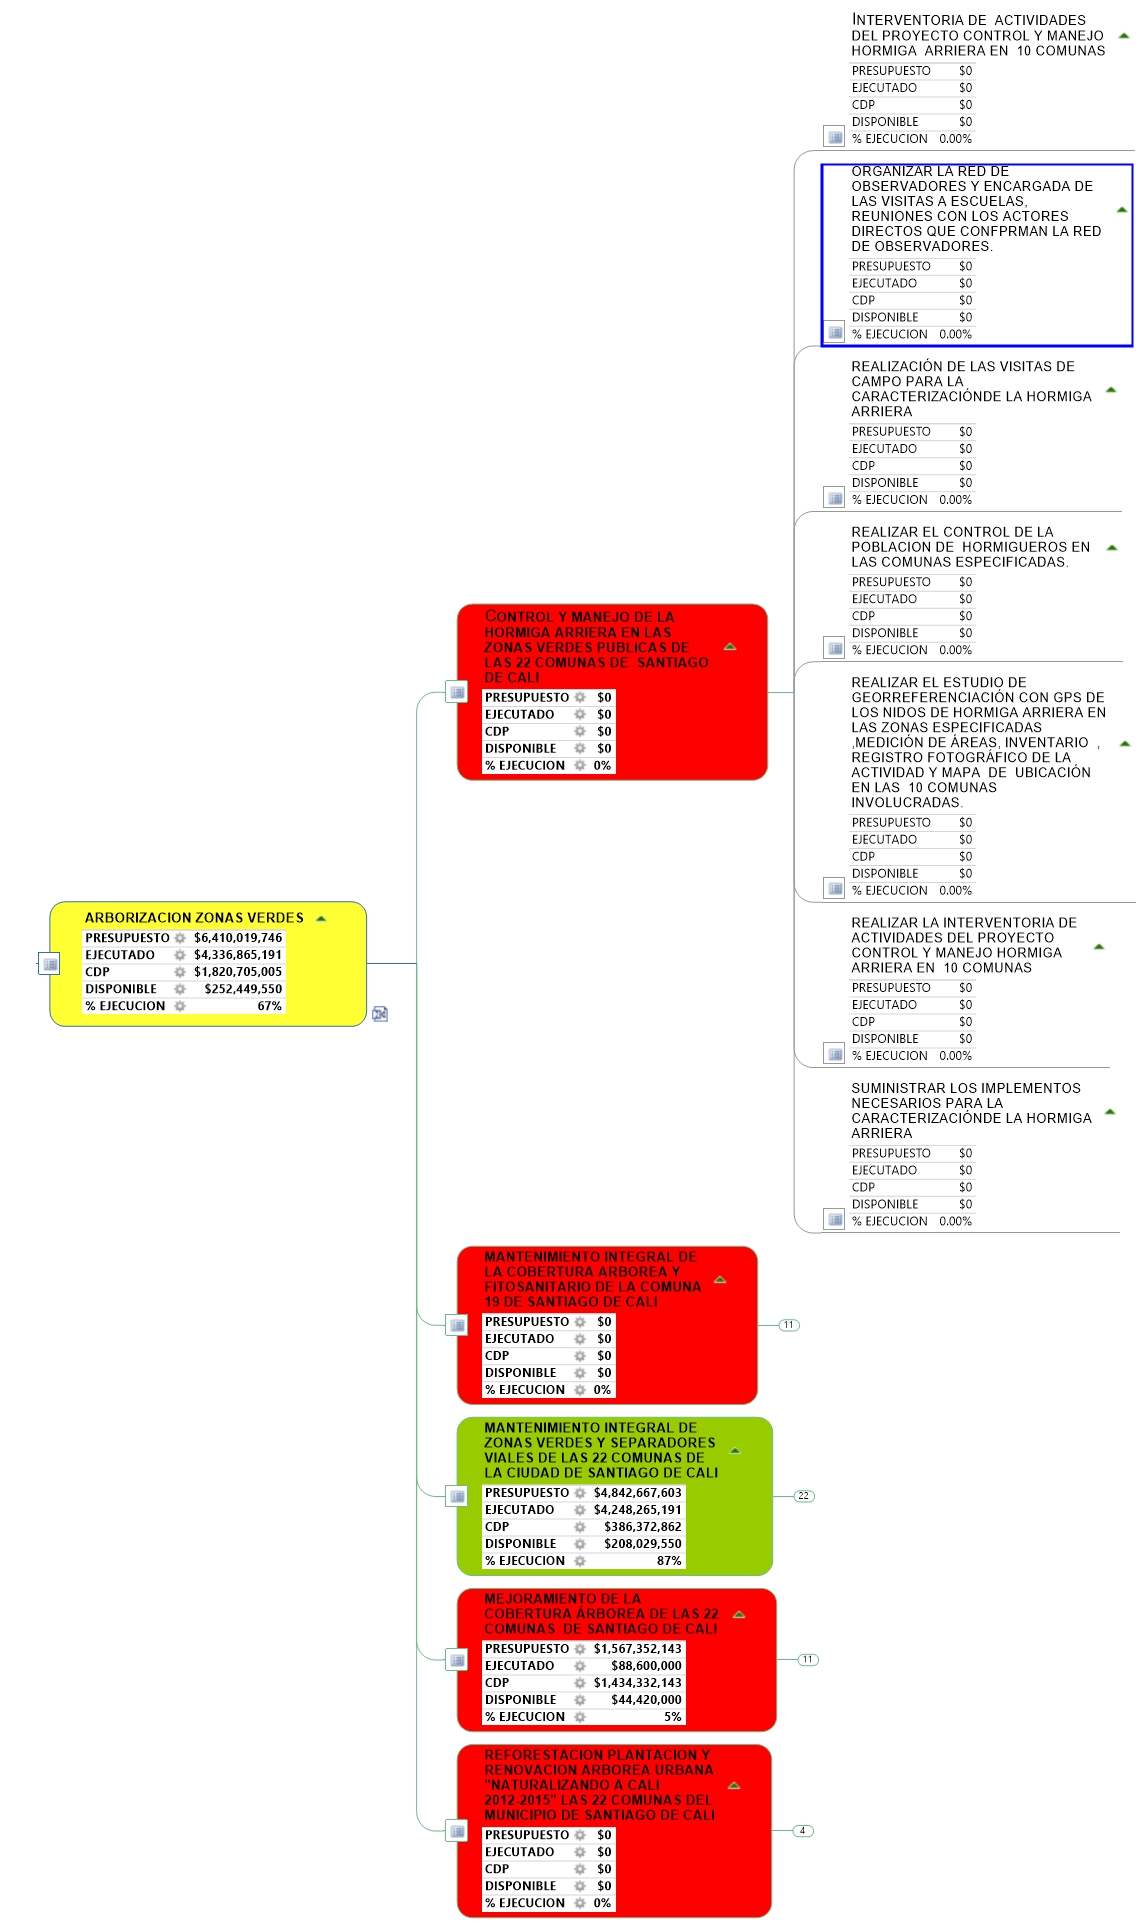 ARBORIZACION ZONAS VERDES
PRESUPUESTO $6,410,019,746
EJECUTADO $4,336,865,191
CDP $1,820,705,005
DISPONIBLE $252,449,550
% EJECUCION 67%
CONTROL Y MANEJO DE LA
HORMIGA ARRIERA EN LAS
ZONAS VERDES PUBLICAS DE
LAS 22 COMUNAS DE SANTIAGO
DE CALI
PRESUPUESTO $0
EJECUTADO $0
CDP $0
DISPONIBLE $0
% EJECUCION 0%
INTERVENTORIA DE ACTIVIDADES
DEL PROYECTO CONTROL Y MANEJO
HORMIGA ARRIERA EN 10 COMUNAS
PRESUPUESTO $0
EJECUTADO $0
CDP $0
DISPONIBLE $0
% EJECUCION 0.00%
ORGANIZAR LA RED DE
OBSERVADORES Y ENCARGADA DE
LAS VISITAS A ESCUELAS,
REUNIONES CON LOS ACTORES
DIRECTOS QUE CONFPRMAN LA RED
DE OBSERVADORES.
PRESUPUESTO $0
EJECUTADO $0
CDP $0
DISPONIBLE $0
% EJECUCION 0.00%
REALIZACIÓN DE LAS VISITAS DE
CAMPO PARA LA
CARACTERIZACIÓNDE LA HORMIGA
ARRIERA
PRESUPUESTO $0
EJECUTADO $0
CDP $0
DISPONIBLE $0
% EJECUCION 0.00%
REALIZAR EL CONTROL DE LA
POBLACION DE HORMIGUEROS EN
LAS COMUNAS ESPECIFICADAS.
PRESUPUESTO $0
EJECUTADO $0
CDP $0
DISPONIBLE $0
% EJECUCION 0.00%
REALIZAR EL ESTUDIO DE
GEORREFERENCIACIÓN CON GPS DE
LOS NIDOS DE HORMIGA ARRIERA EN
LAS ZONAS ESPECIFICADAS
,MEDICIÓN DE ÁREAS, INVENTARIO ,
REGISTRO FOTOGRÁFICO DE LA
ACTIVIDAD Y MAPA DE UBICACIÓN
EN LAS 10 COMUNAS
INVOLUCRADAS.
PRESUPUESTO $0
EJECUTADO $0
CDP $0
DISPONIBLE $0
% EJECUCION 0.00%
REALIZAR LA INTERVENTORIA DE
ACTIVIDADES DEL PROYECTO
CONTROL Y MANEJO HORMIGA
ARRIERA EN 10 COMUNAS
PRESUPUESTO $0
EJECUTADO $0
CDP $0
DISPONIBLE $0
% EJECUCION 0.00%
SUMINISTRAR LOS IMPLEMENTOS
NECESARIOS PARA LA
CARACTERIZACIÓNDE LA HORMIGA
ARRIERA
PRESUPUESTO $0
EJECUTADO $0
CDP $0
DISPONIBLE $0
% EJECUCION 0.00%
MANTENIMIENTO INTEGRAL DE
LA COBERTURA ARBOREA Y
FITOSANITARIO DE LA COMUNA
19 DE SANTIAGO DE CALI
PRESUPUESTO $0
EJECUTADO $0
CDP $0
DISPONIBLE $0
% EJECUCION 0%
11
MANTENIMIENTO INTEGRAL DE
ZONAS VERDES Y SEPARADORES
VIALES DE LAS 22 COMUNAS DE
LA CIUDAD DE SANTIAGO DE CALI
PRESUPUESTO $4,842,667,603
EJECUTADO $4,248,265,191
CDP $386,372,862
DISPONIBLE $208,029,550
% EJECUCION 87%
22
MEJORAMIENTO DE LA
COBERTURA ÁRBOREA DE LAS 22
COMUNAS DE SANTIAGO DE CALI
PRESUPUESTO $1,567,352,143
EJECUTADO $88,600,000
CDP $1,434,332,143
DISPONIBLE $44,420,000
% EJECUCION 5%
11
REFORESTACION PLANTACION Y
RENOVACION ARBOREA URBANA
"NATURALIZANDO A CALI
2012-2015" LAS 22 COMUNAS DEL
MUNICIPIO DE SANTIAGO DE CALI
PRESUPUESTO $0
EJECUTADO $0
CDP $0
DISPONIBLE $0
% EJECUCION 0%
4